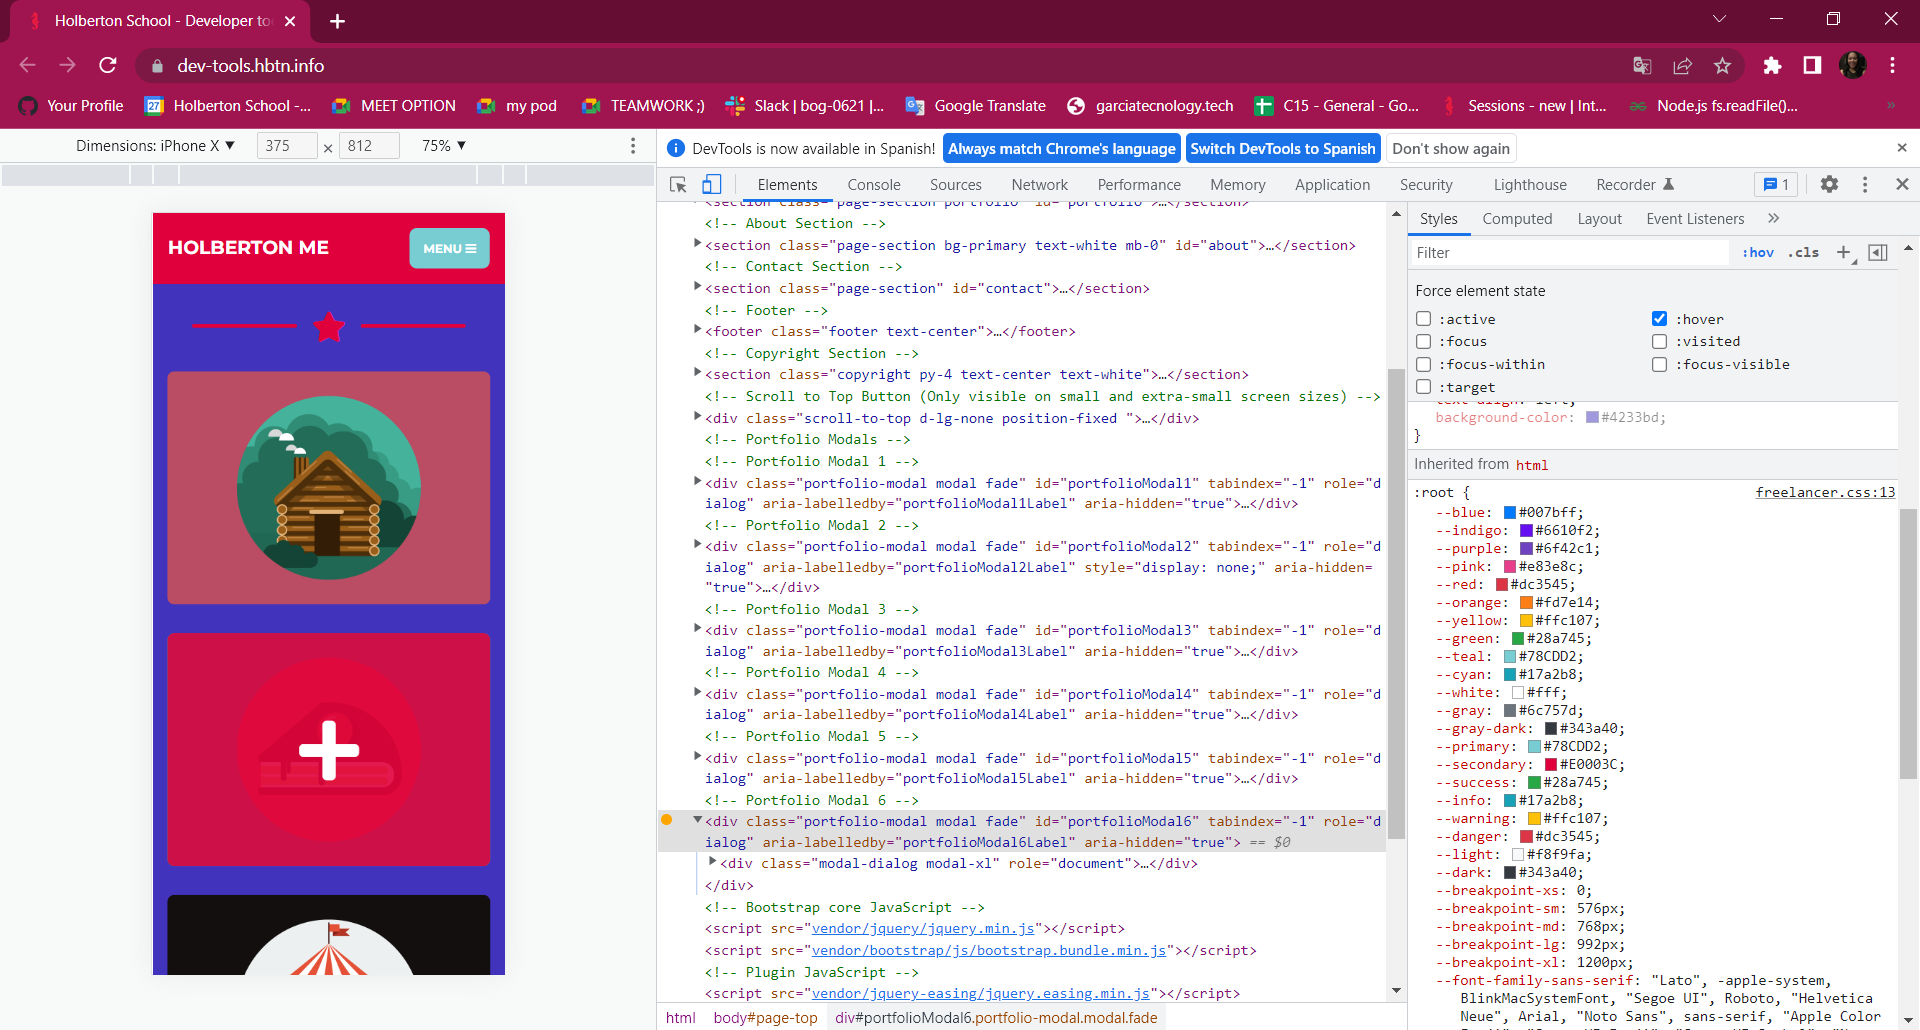 Holberton School - Developer to
dev-tools.hbtn.info
Your Profile
27
Holberton School -...
MEET OPTION
my pod
TEAMWORK ;)
Slack | bog-0621 |...
Google Translate
garciatecnology.tech
C15 - General - Go...
Sessions - new | Int...
Node.js fs.readFile()...
»
Dimensions: iPhone X ▼
375 × 812
75% ▼
HOLBERTON ME
MENU
DevTools is now available in Spanish!
Always match Chrome's language
Switch DevTools to Spanish
Don't show again
Elements
Console
Sources
Network
Performance
Memory
Application
Security
Lighthouse
Recorder
1
<section class="page-section portfolio" id="portfolio">…</section>
<!-- About Section -->
<section class="page-section bg-primary text-white mb-0" id="about">…</section>
<!-- Contact Section -->
<section class="page-section" id="contact">…</section>
<!-- Footer -->
<footer class="footer text-center">…</footer>
<!-- Copyright Section -->
<section class="copyright py-4 text-center text-white">…</section>
<!-- Scroll to Top Button (Only visible on small and extra-small screen sizes) -->
<div class="scroll-to-top d-lg-none position-fixed ">…</div>
<!-- Portfolio Modals -->
<!-- Portfolio Modal 1 -->
<div class="portfolio-modal modal fade" id="portfolioModal1" tabindex="-1" role="d
ialog" aria-labelledby="portfolioModal1Label" aria-hidden="true">…</div>
<!-- Portfolio Modal 2 -->
<div class="portfolio-modal modal fade" id="portfolioModal2" tabindex="-1" role="d
ialog" aria-labelledby="portfolioModal2Label" style="display: none;" aria-hidden=
"true">…</div>
<!-- Portfolio Modal 3 -->
<div class="portfolio-modal modal fade" id="portfolioModal3" tabindex="-1" role="d
ialog" aria-labelledby="portfolioModal3Label" aria-hidden="true">…</div>
<!-- Portfolio Modal 4 -->
<div class="portfolio-modal modal fade" id="portfolioModal4" tabindex="-1" role="d
ialog" aria-labelledby="portfolioModal4Label" aria-hidden="true">…</div>
<!-- Portfolio Modal 5 -->
<div class="portfolio-modal modal fade" id="portfolioModal5" tabindex="-1" role="d
ialog" aria-labelledby="portfolioModal5Label" aria-hidden="true">…</div>
<!-- Portfolio Modal 6 -->
<div class="portfolio-modal modal fade" id="portfolioModal6" tabindex="-1" role="d
ialog" aria-labelledby="portfolioModal6Label" aria-hidden="true"> == $0
<div class="modal-dialog modal-xl" role="document">…</div>
</div>
<!-- Bootstrap core JavaScript -->
<script src="vendor/jquery/jquery.min.js"></script>
<script src="vendor/bootstrap/js/bootstrap.bundle.min.js"></script>
<!-- Plugin JavaScript -->
<script src="vendor/jquery-easing/jquery.easing.min.js"></script>
html body#page-top div#portfolioModal6.portfolio-modal.modal.fade
Styles
Computed
Layout
Event Listeners
»
Filter
:hov .cls +
Force element state
:active
:hover
:focus
:visited
:focus-within
:focus-visible
:target
text-align: left;
background-color: #4233bd;
}
Inherited from html
:root { freelancer.css:13
--blue: #007bff;
--indigo: #6610f2;
--purple: #6f42c1;
--pink: #e83e8c;
--red: #dc3545;
--orange: #fd7e14;
--yellow: #ffc107;
--green: #28a745;
--teal: #78CDD2;
--cyan: #17a2b8;
--white: #fff;
--gray: #6c757d;
--gray-dark: #343a40;
--primary: #78CDD2;
--secondary: #E0003C;
--success: #28a745;
--info: #17a2b8;
--warning: #ffc107;
--danger: #dc3545;
--light: #f8f9fa;
--dark: #343a40;
--breakpoint-xs: 0;
--breakpoint-sm: 576px;
--breakpoint-md: 768px;
--breakpoint-lg: 992px;
--breakpoint-xl: 1200px;
--font-family-sans-serif: "Lato", -apple-system,
BlinkMacSystemFont, "Segoe UI", Roboto, "Helvetica
Neue", Arial, "Noto Sans", sans-serif, "Apple Color